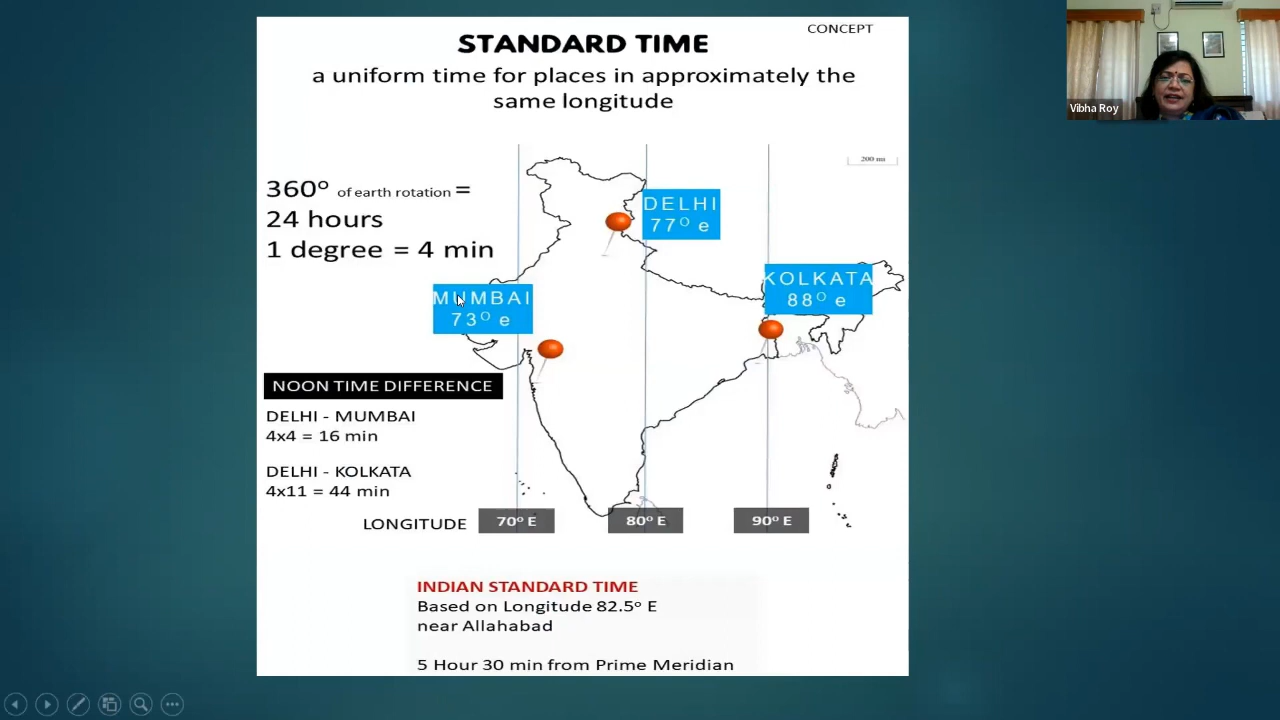 CONCEPT
STANDARD TIME
a uniform time for places in approximately the
same longitude
200 mi
360° of earth rotation =
24 hours
1 degree = 4 min
DELHI
77° e
KOLKATA
88° e
MUMBAI
73° e
NOON TIME DIFFERENCE
DELHI - MUMBAI
4x4 = 16 min
DELHI - KOLKATA
4x11 = 44 min
LONGITUDE
70° E
80° E
90° E
INDIAN STANDARD TIME
Based on Longitude 82.5° E
near Allahabad
5 Hour 30 min from Prime Meridian
Vibha Roy